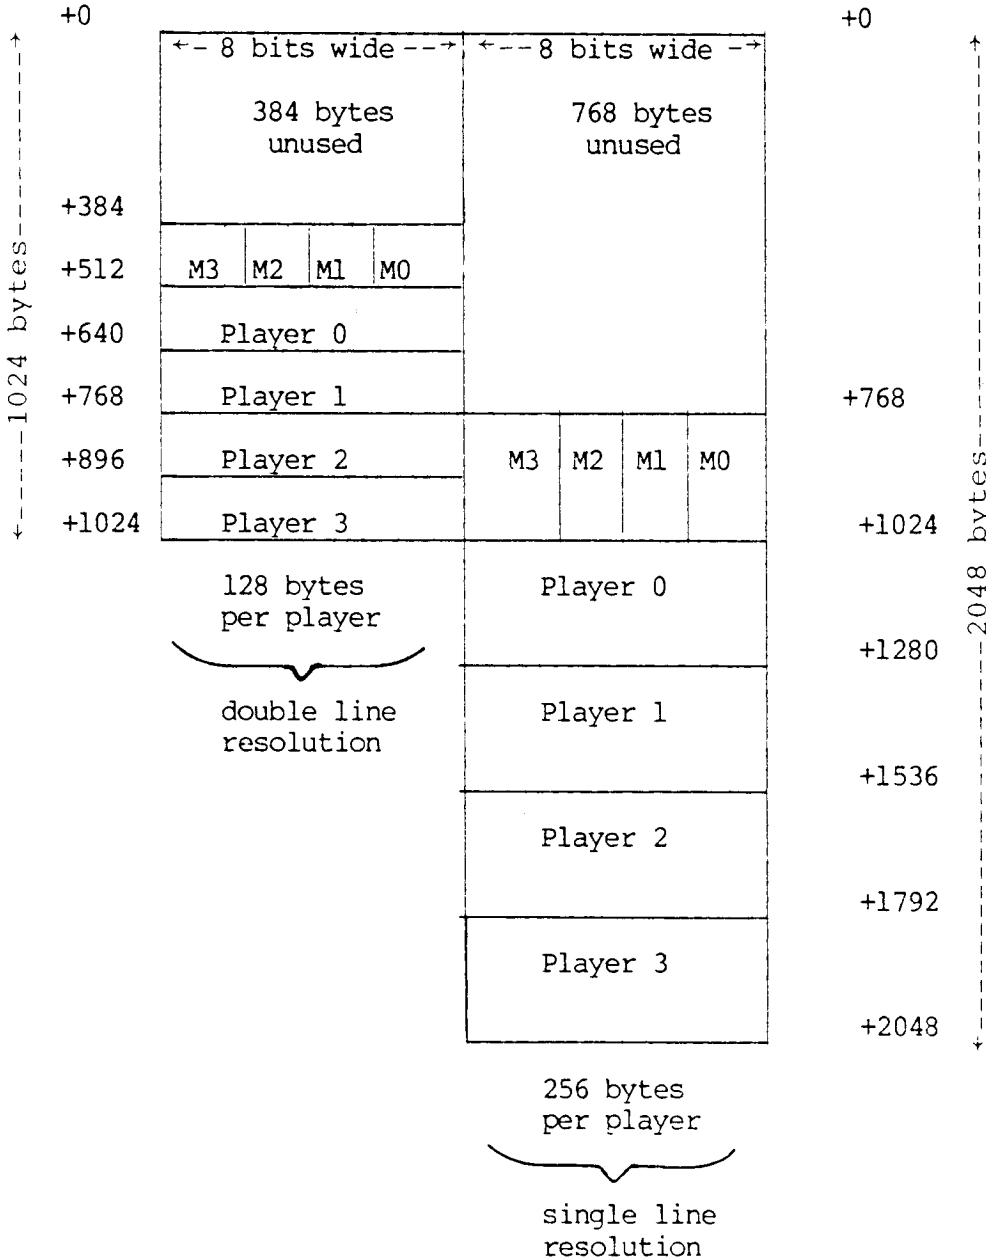 +0
+0
8 bits wide
8 bits wide
384 bytes
unused
768 bytes
unused
+384
+512
M3 M2 M1 M0
+640
Player 0
+768
Player 1
+768
+896
Player 2
M3 M2 M1 M0
+1024
Player 3
+1024
1024 bytes
2048 bytes
128 bytes
per player
double line
resolution
Player 0
+1280
Player 1
+1536
Player 2
+1792
Player 3
+2048
256 bytes
per player
single line
resolution